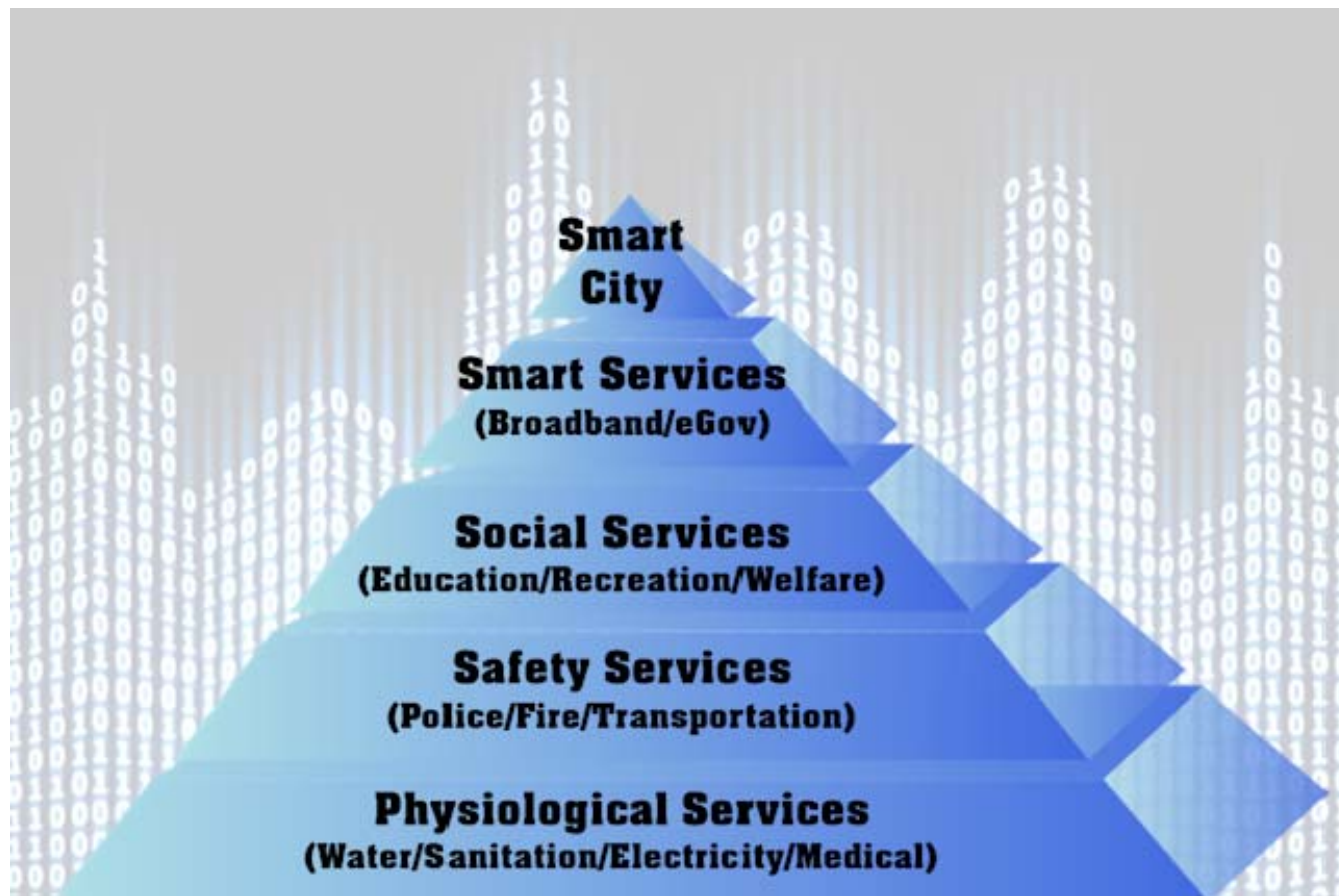 Smart
City
Smart Services
(Broadband/eGov)
Social Services
(Education/Recreation/Welfare)
Safety Services
(Police/Fire/Transportation)
Physiological Services
(Water/Sanitation/Electricity/Medical)